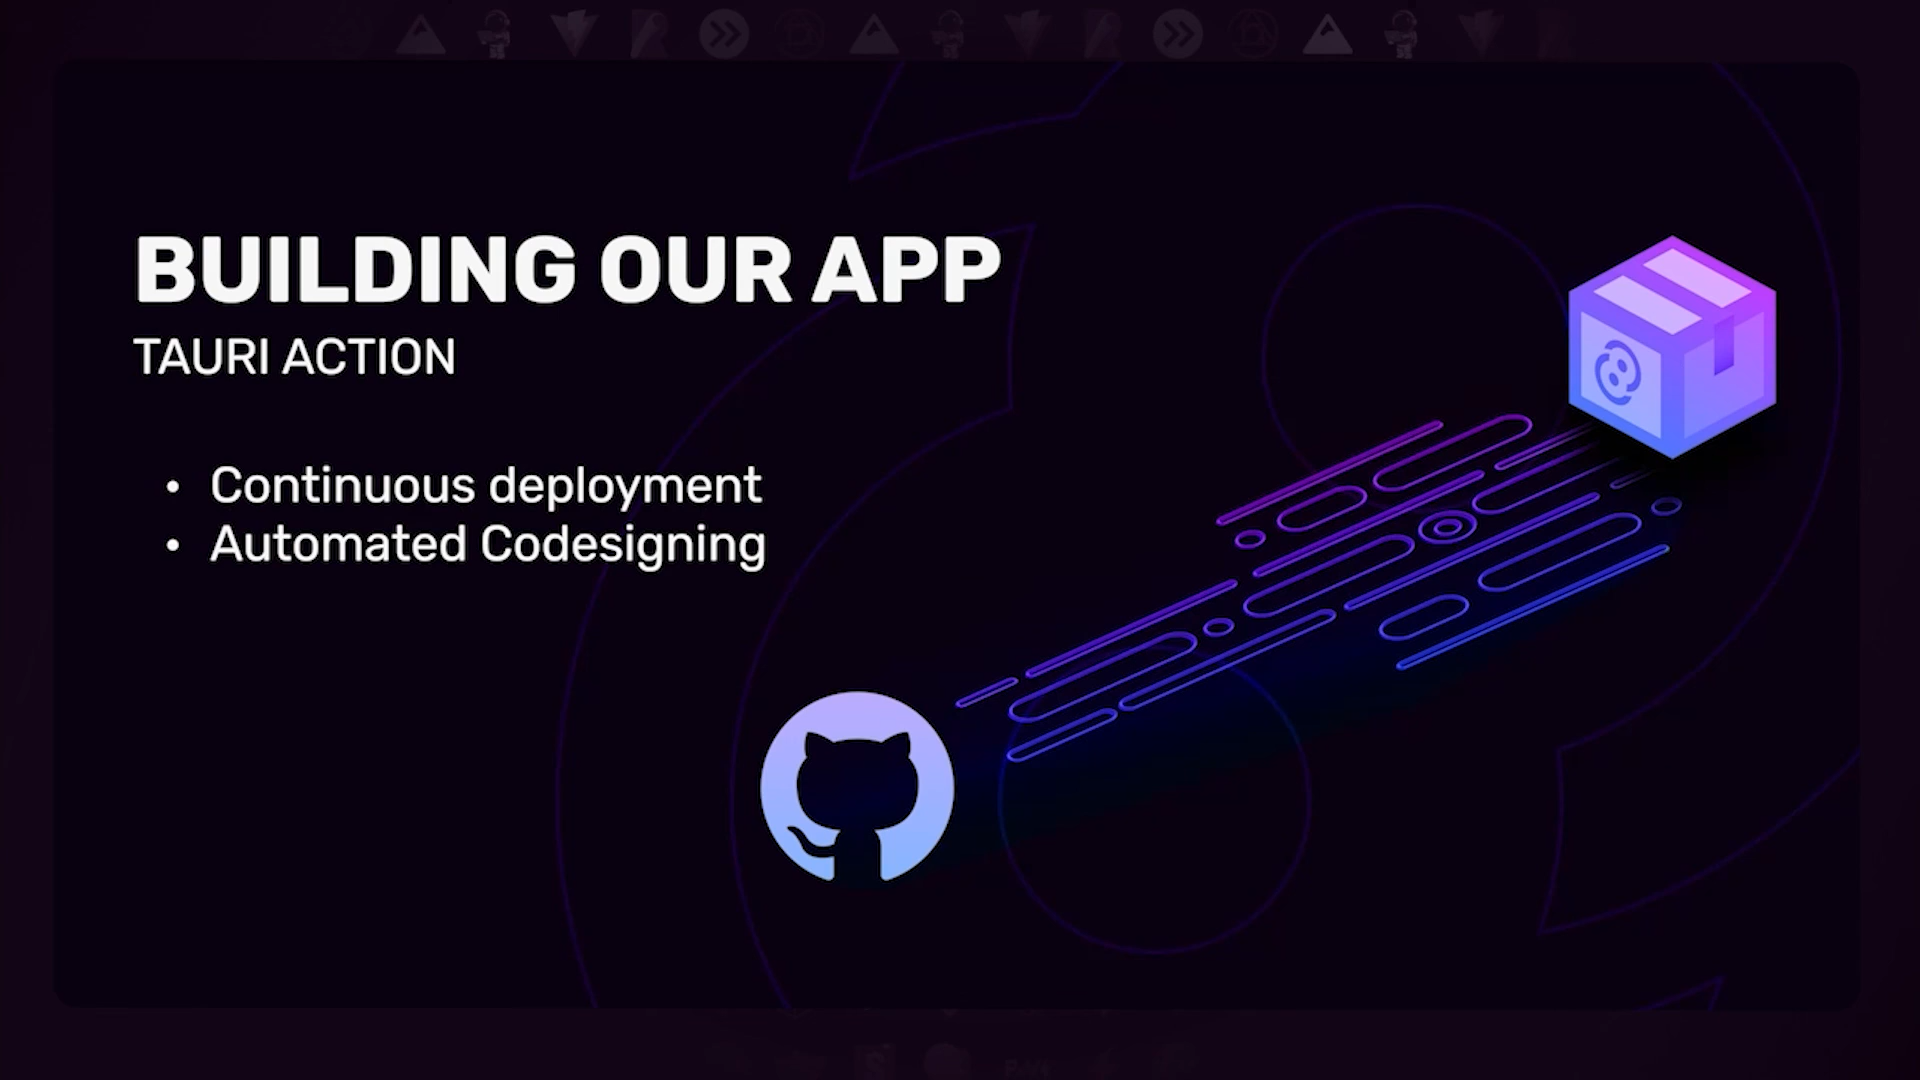 BUILDING OUR APP
TAURI ACTION
• Continuous deployment
• Automated Codesigning